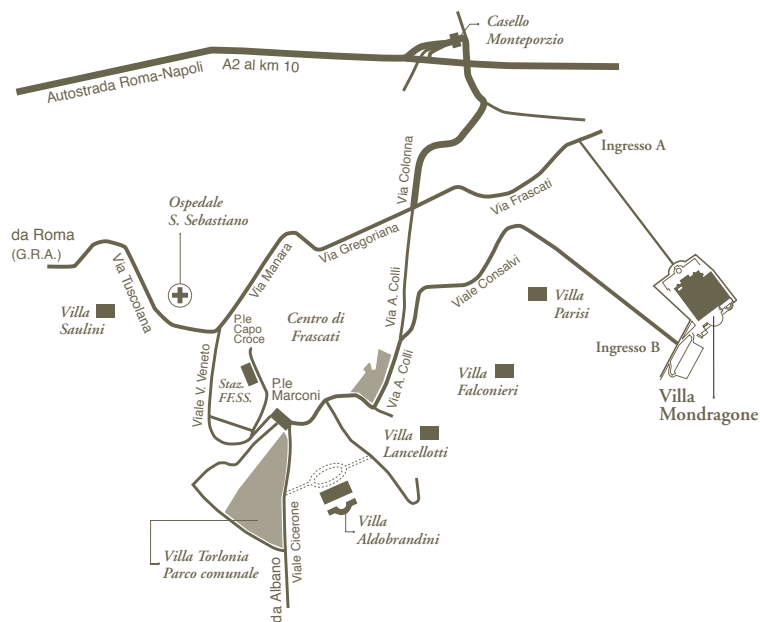 Casello
Monteporzio
Autostrada Roma-Napoli
A2 al km 10
Ingresso A
Via Colonna
Via Frascati
Ospedale
S. Sebastiano
da Roma
(G.R.A.)
Via Tuscolana
Via Manara
Via Gregoriana
Via A. Colli
Viale Consalvi
Villa
Parisi
Villa
Saulini
P.le
Capo
Croce
Centro di
Frascati
Ingresso B
Viale V. Veneto
Staz.
FF.SS.
P.le
Marconi
Via A. Colli
Villa
Falconieri
Villa
Mondragone
Villa
Lancellotti
Villa
Aldobrandini
Viale Cicerone
Villa Torlonia
Parco comunale
da Albano